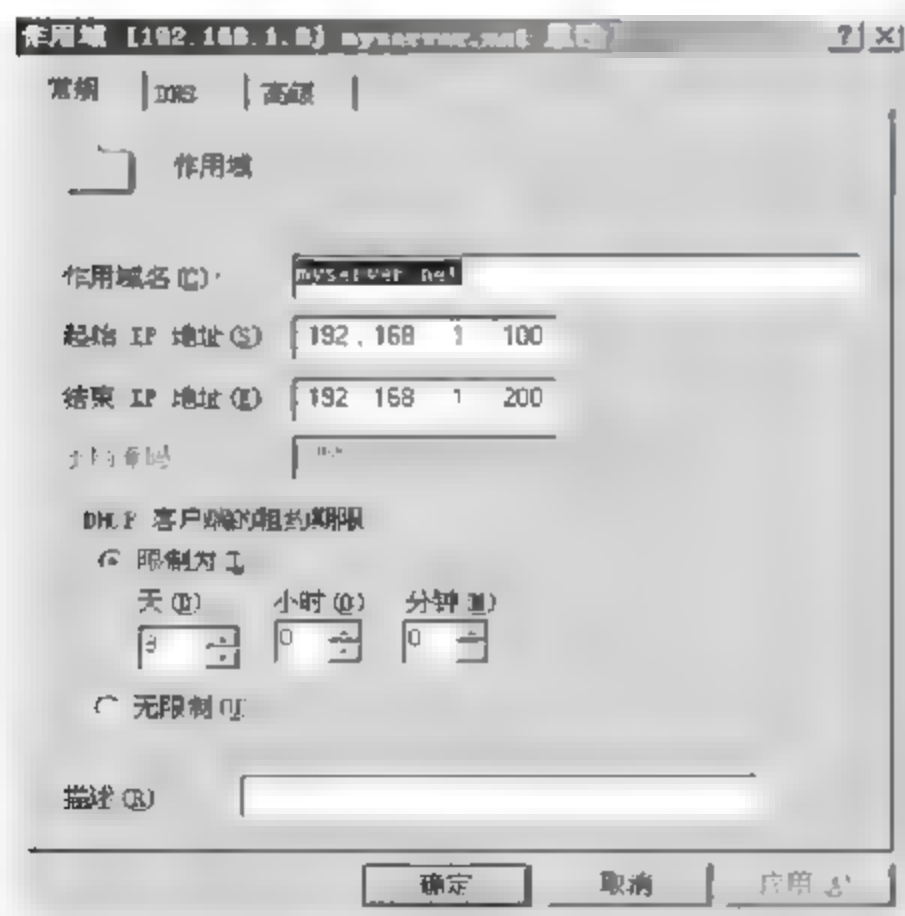 作用域 [192.168.1.0] myserver.net 属性
常规 DNS 高级
作用域
作用域名(C):
myserver net
起始 IP 地址(S)
192.168 1 100
结束 IP 地址(E)
192 168 1 200
DHCP 客户端的租约期限
限制为
天(D) 小时(O) 分钟(M)
8 0 0
无限制
描述(R)
确定 取消 应用(A)